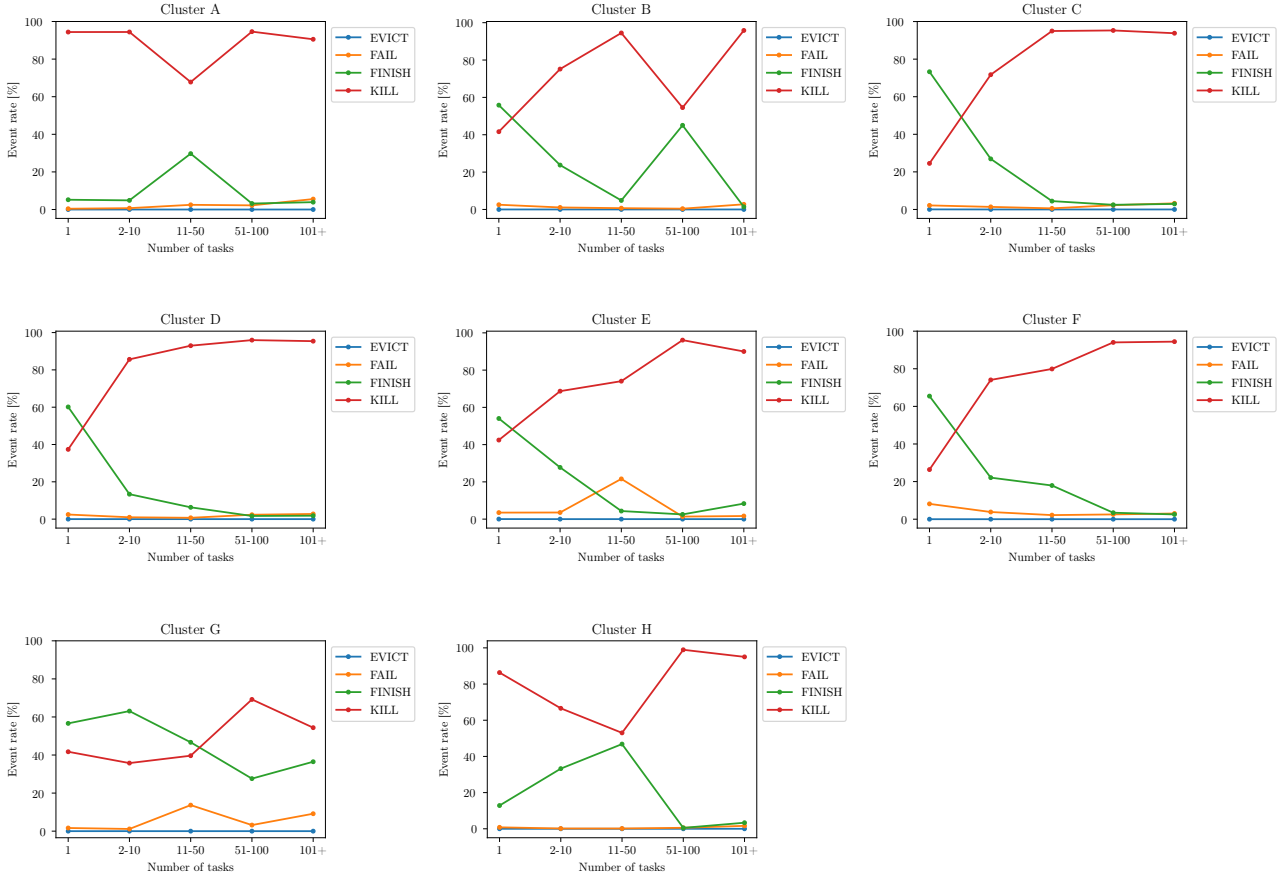 Cluster A
100
80
60
40
20
0
Event rate [%]
1 2-10 11-50 51-100 101+
Number of tasks
EVICT
FAIL
FINISH
KILL
Cluster B
100
80
60
40
20
0
Event rate [%]
1 2-10 11-50 51-100 101+
Number of tasks
EVICT
FAIL
FINISH
KILL
Cluster C
100
80
60
40
20
0
Event rate [%]
1 2-10 11-50 51-100 101+
Number of tasks
EVICT
FAIL
FINISH
KILL
Cluster D
100
80
60
40
20
0
Event rate [%]
1 2-10 11-50 51-100 101+
Number of tasks
EVICT
FAIL
FINISH
KILL
Cluster E
100
80
60
40
20
0
Event rate [%]
1 2-10 11-50 51-100 101+
Number of tasks
EVICT
FAIL
FINISH
KILL
Cluster F
100
80
60
40
20
0
Event rate [%]
1 2-10 11-50 51-100 101+
Number of tasks
EVICT
FAIL
FINISH
KILL
Cluster G
100
80
60
40
20
0
Event rate [%]
1 2-10 11-50 51-100 101+
Number of tasks
EVICT
FAIL
FINISH
KILL
Cluster H
100
80
60
40
20
0
Event rate [%]
1 2-10 11-50 51-100 101+
Number of tasks
EVICT
FAIL
FINISH
KILL